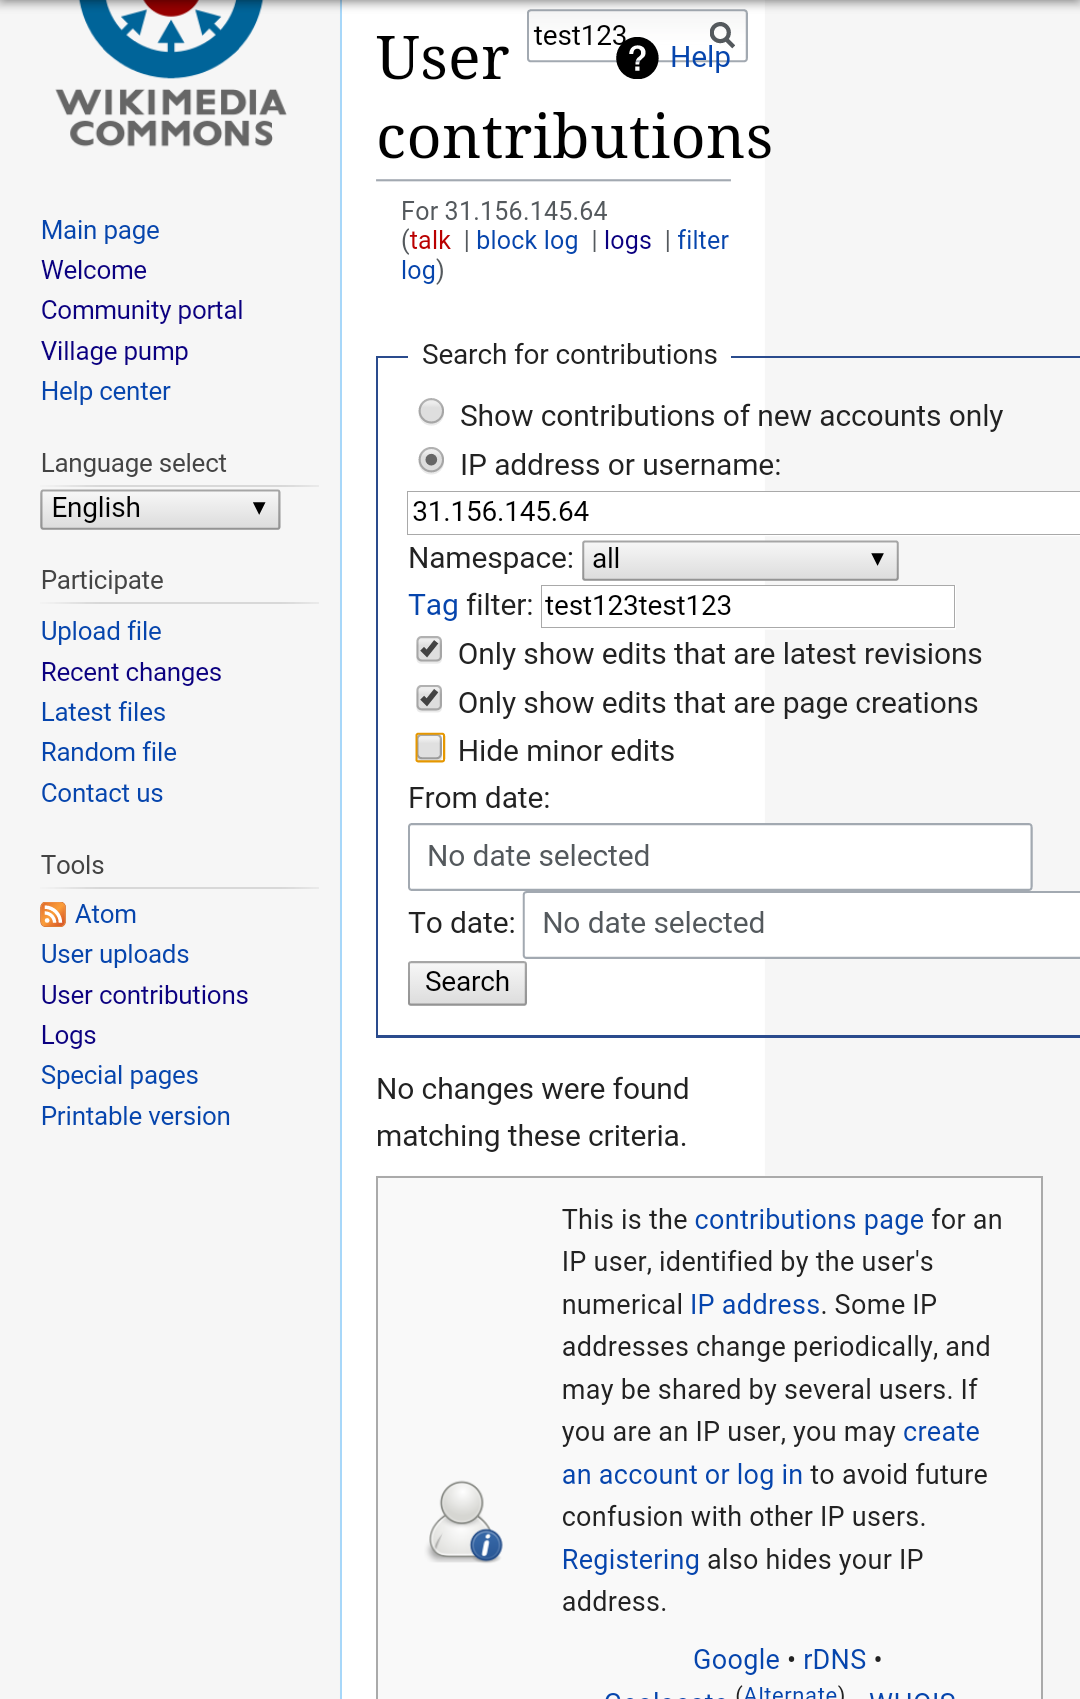 WIKIMEDIA
COMMONS
Main page
Welcome
Community portal
Village pump
Help center
Language select
English
Participate
Upload file
Recent changes
Latest files
Random file
Contact us
Tools
Atom
User uploads
User contributions
Logs
Special pages
Printable version
test123
? Help
User
contributions
For 31.156.145.64
(talk | block log | logs | filter
log)
Search for contributions
Show contributions of new accounts only
IP address or username:
31.156.145.64
Namespace: all
Tag filter: test123test123
Only show edits that are latest revisions
Only show edits that are page creations
Hide minor edits
From date:
No date selected
To date: No date selected
Search
No changes were found
matching these criteria.
This is the contributions page for an
IP user, identified by the user's
numerical IP address. Some IP
addresses change periodically, and
may be shared by several users. If
you are an IP user, you may create
an account or log in to avoid future
confusion with other IP users.
Registering also hides your IP
address.
Google • rDNS •
Geolocate (Alternate) WHOIS